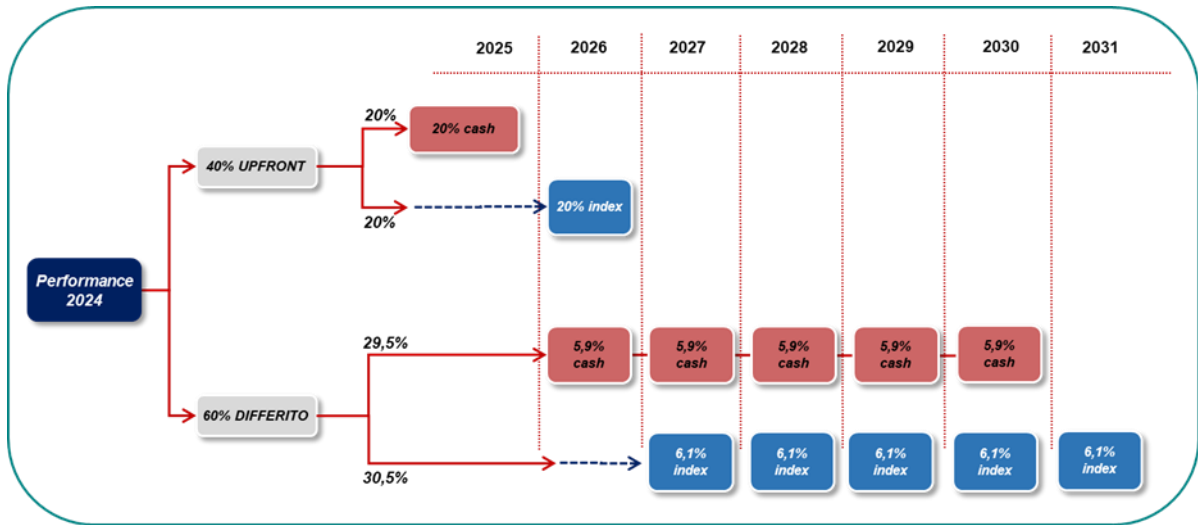 2025 2026 2027 2028 2029 2030 2031
20%
20% cash
40% UPFRONT
20%
20% index
Performance
2024
29,5%
5,9% 5,9% 5,9% 5,9% 5,9%
cash cash cash cash cash
60% DIFFERITO
30,5%
6,1% 6,1% 6,1% 6,1% 6,1%
index index index index index